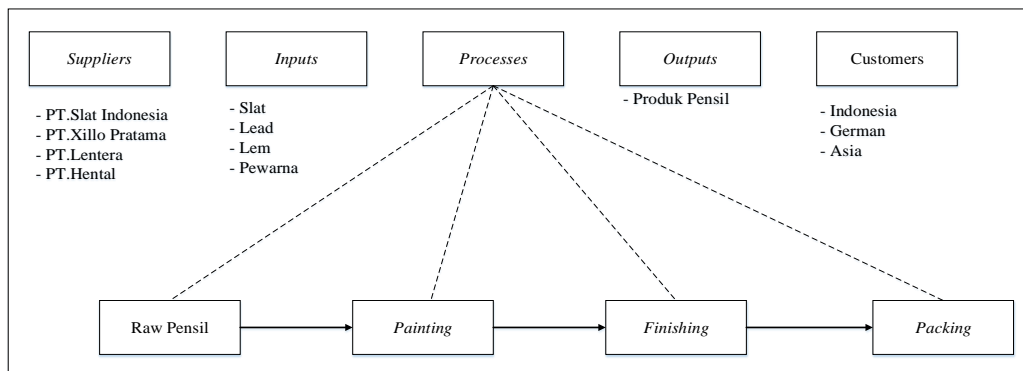 Suppliers
Inputs
Processes
Outputs
Customers
- PT.Slat Indonesia
- PT.Xillo Pratama
- PT.Lentera
- PT.Hental
- Slat
- Lead
- Lem
- Pewarna
- Produk Pensil
- Indonesia
- German
- Asia
Raw Pensil
Painting
Finishing
Packing